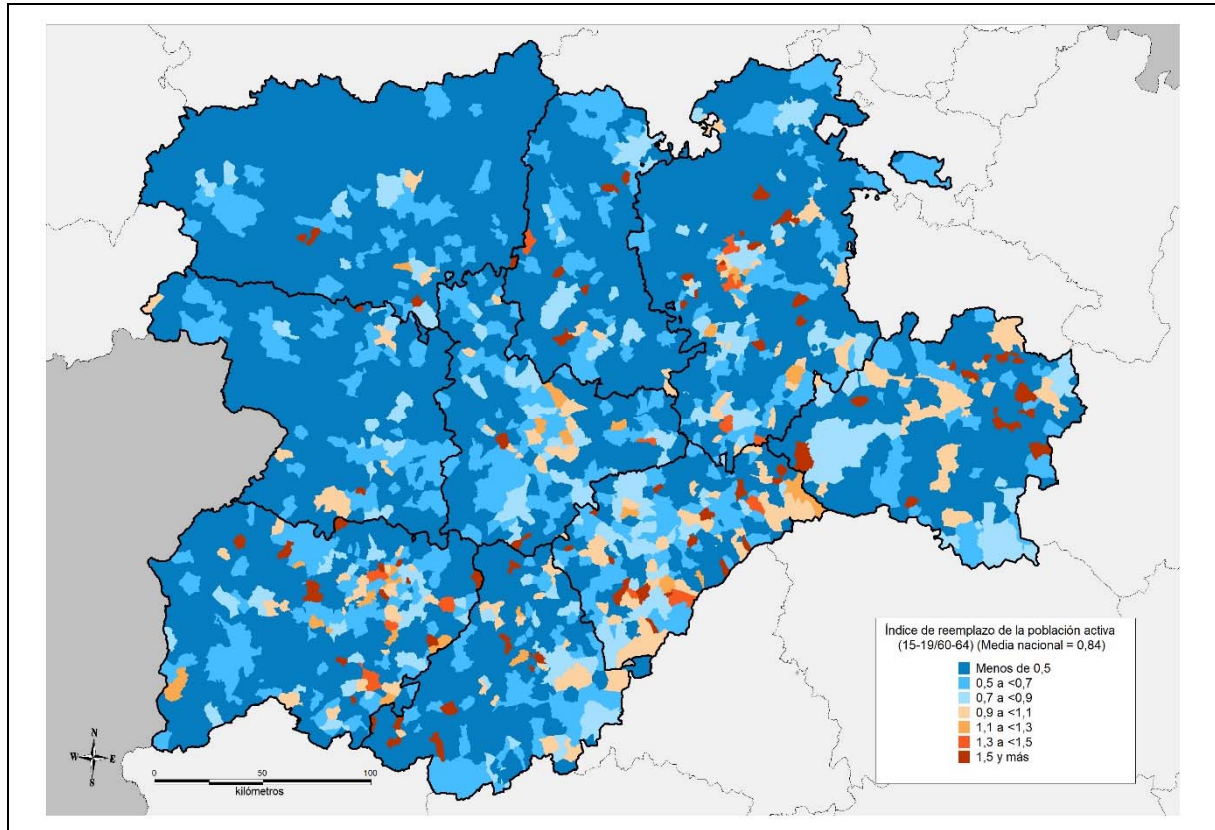 Índice de reemplazo de la población activa
(15-19/60-64) (Media nacional = 0,84)
Menos de 0,5
0,5 a <0,7
0,7 a <0,9
0,9 a <1,1
1,1 a <1,3
1,3 a <1,5
1,5 y más
N
W E
S
0 50 100
kilómetros